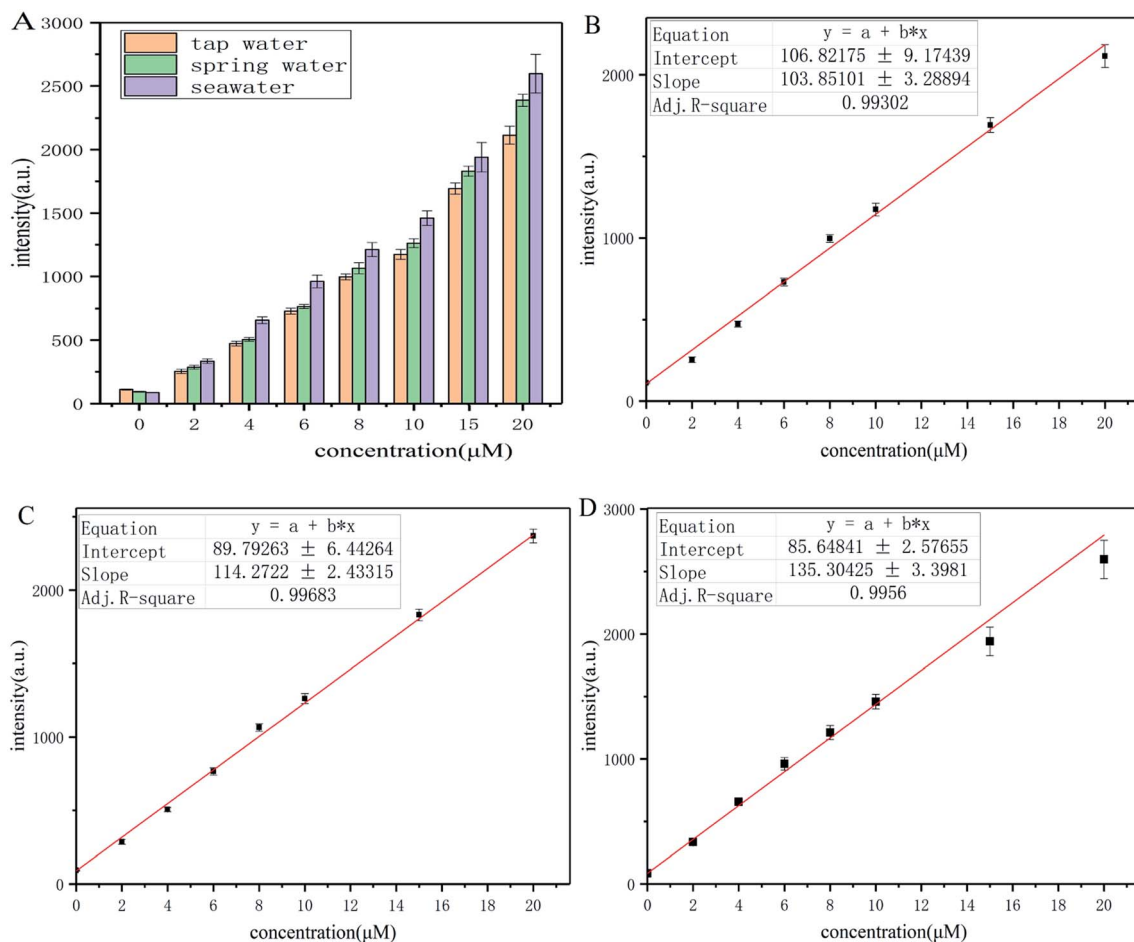 A
3000
2500
2000
1500
1000
500
0
intensity(a.u.)
tap water
spring water
seawater
0 2 4 6 8 10 15 20
concentration(μM)
B
2000
1000
0
intensity(a.u.)
Equation y = a + b*x
Intercept 106.82175 ± 9.17439
Slope 103.85101 ± 3.28894
Adj.R-square 0.99302
0 2 4 6 8 10 12 14 16 18 20
concentration(μM)
C
2000
1000
0
intensity(a.u.)
Equation y = a + b*x
Intercept 89.79263 ± 6.44264
Slope 114.2722 ± 2.43315
Adj.R-square 0.99683
0 2 4 6 8 10 12 14 16 18 20
concentration(μM)
D
3000
2000
1000
0
intensity(a.u.)
Equation y = a + b*x
Intercept 85.64841 ± 2.57655
Slope 135.30425 ± 3.3981
Adj.R-square 0.9956
0 2 4 6 8 10 12 14 16 18 20
concentration(μM)